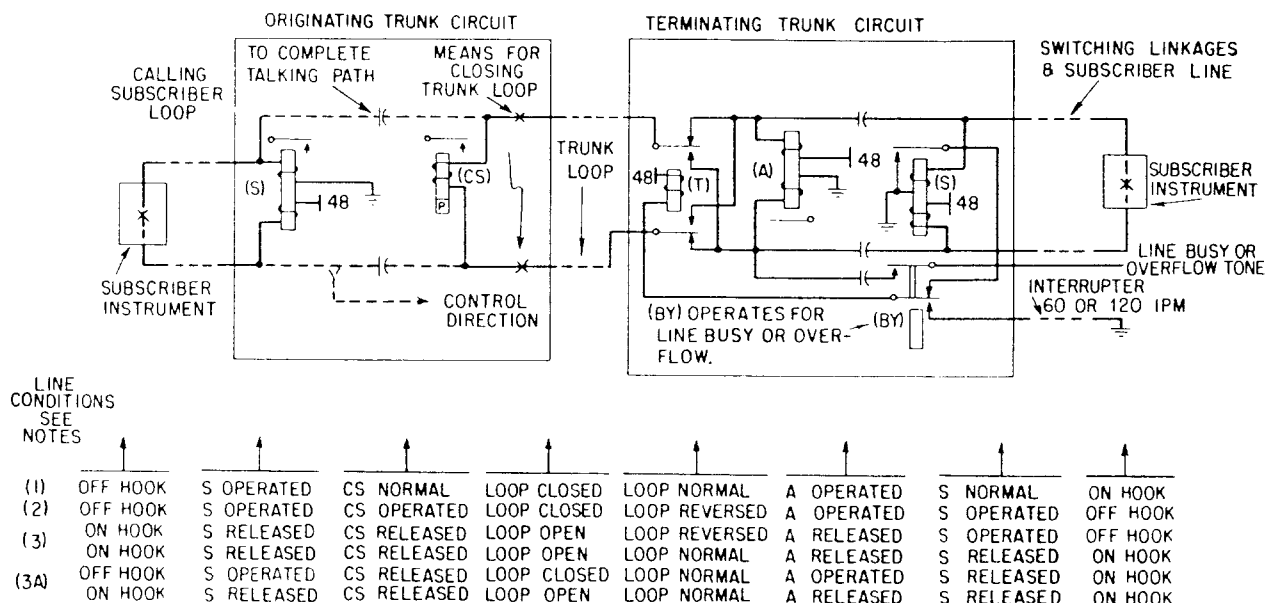 ORIGINATING TRUNK CIRCUIT
TERMINATING TRUNK CIRCUIT
TO COMPLETE
TALKING PATH
MEANS FOR
CLOSING
TRUNK LOOP
SWITCHING LINKAGES
& SUBSCRIBER LINE
CALLING
SUBSCRIBER
LOOP
(S)
48
(CS)
P
TRUNK
LOOP
48
(T)
(A)
48
(S)
48
SUBSCRIBER
INSTRUMENT
SUBSCRIBER
INSTRUMENT
CONTROL
DIRECTION
LINE BUSY OR
OVERFLOW TONE
INTERRUPTER
60 OR 120 IPM
(BY) OPERATES FOR
LINE BUSY OR OVER-
FLOW.
(BY)
LINE
CONDITIONS
SEE
NOTES
(1) OFF HOOK S OPERATED CS NORMAL LOOP CLOSED LOOP NORMAL A OPERATED S NORMAL ON HOOK
(2) OFF HOOK S OPERATED CS OPERATED LOOP CLOSED LOOP REVERSED A OPERATED S OPERATED OFF HOOK
(3) ON HOOK S RELEASED CS RELEASED LOOP OPEN LOOP REVERSED A RELEASED S OPERATED OFF HOOK
ON HOOK S RELEASED CS RELEASED LOOP OPEN LOOP NORMAL A RELEASED S RELEASED ON HOOK
(3A) OFF HOOK S OPERATED CS RELEASED LOOP CLOSED LOOP NORMAL A OPERATED S RELEASED ON HOOK
ON HOOK S RELEASED CS RELEASED LOOP OPEN LOOP NORMAL A RELEASED S RELEASED ON HOOK